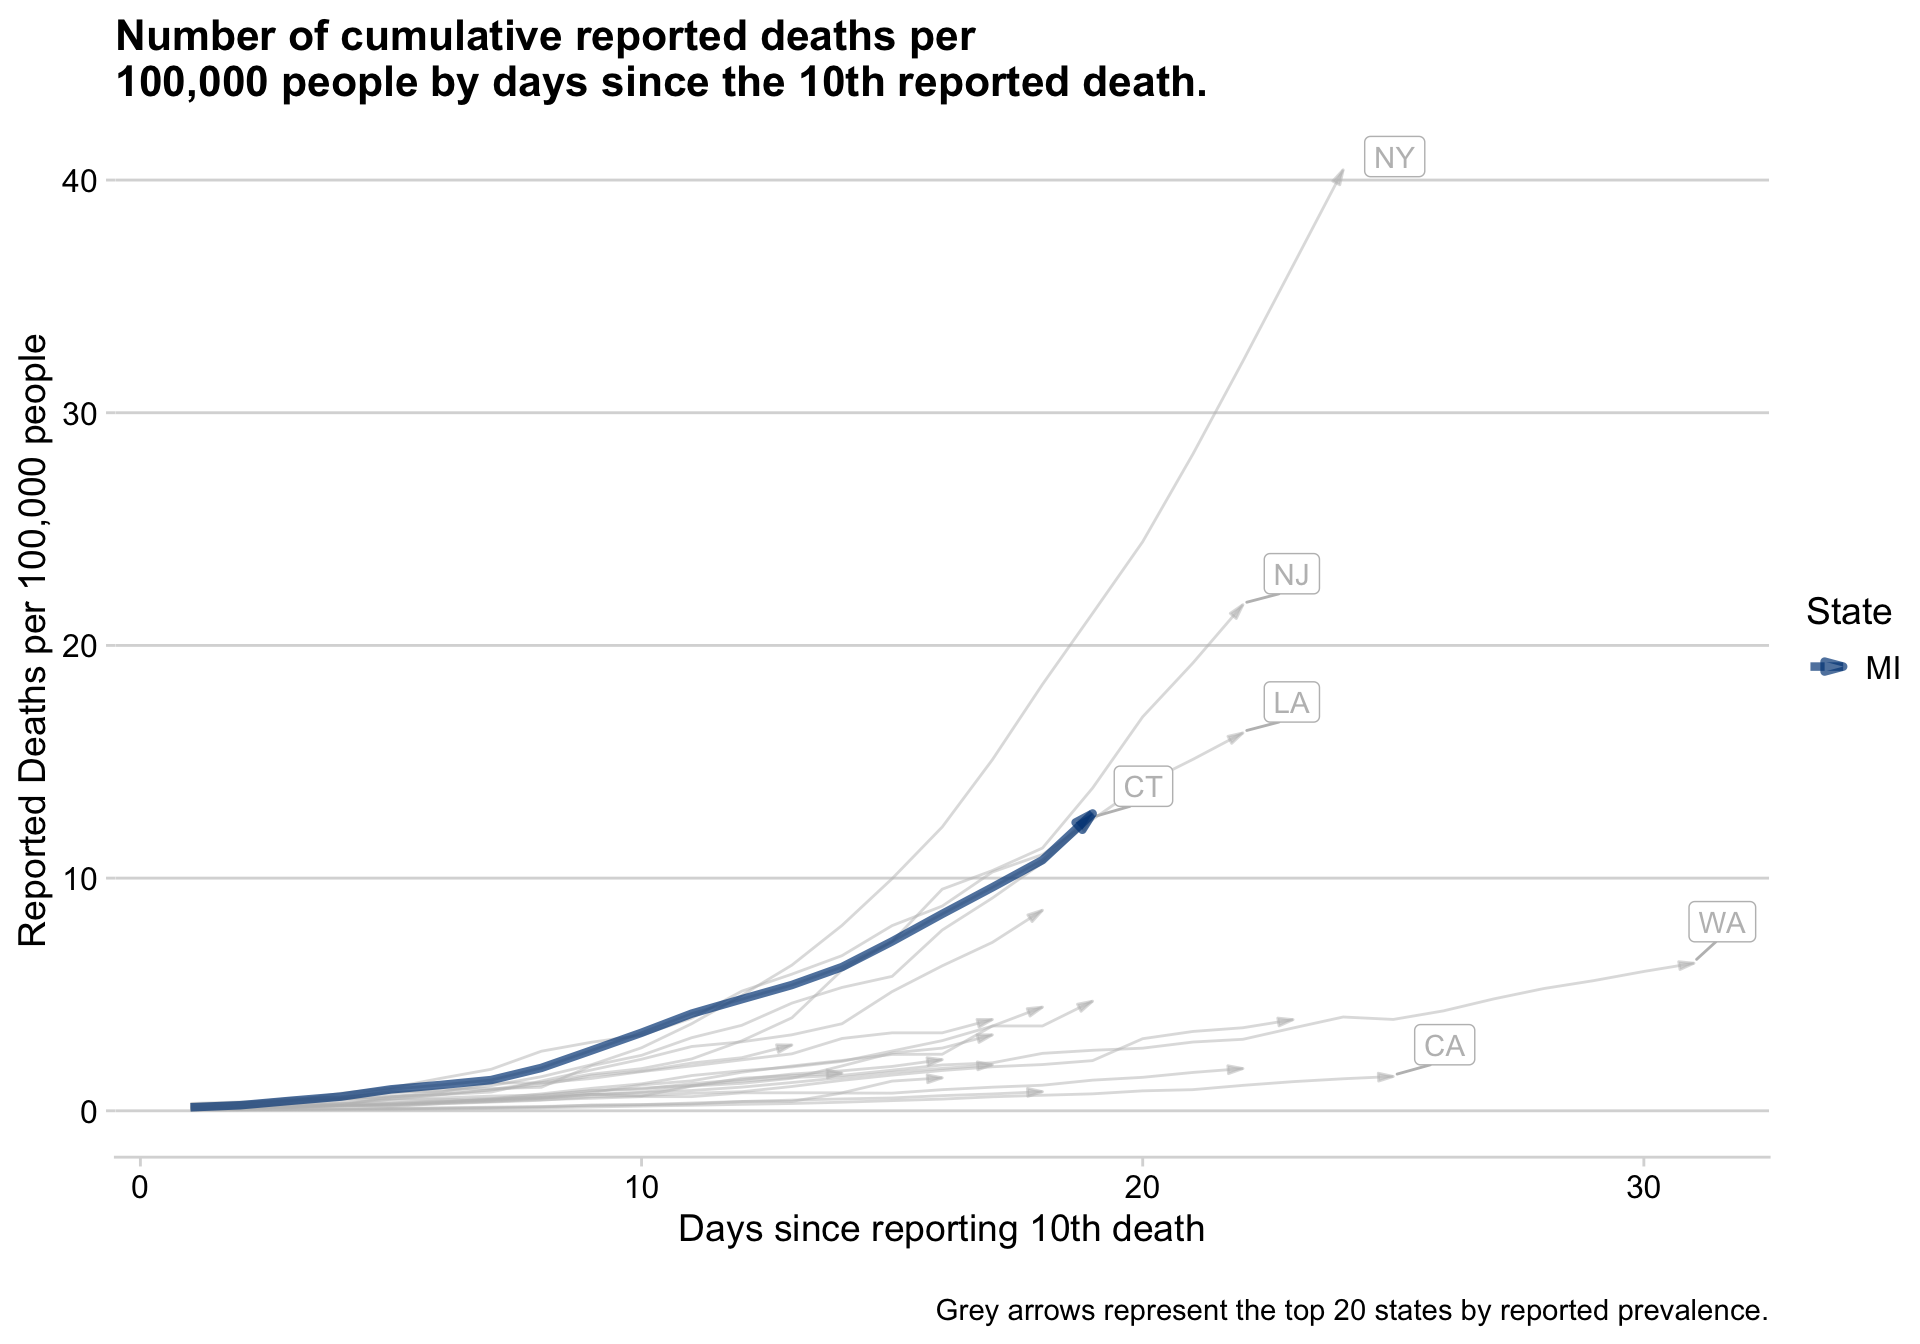 Number of cumulative reported deaths per
100,000 people by days since the 10th reported death.
Reported Deaths per 100,000 people
40
30
20
10
0
NY
NJ
LA
CT
WA
CA
State
MI
0
10
20
30
Days since reporting 10th death
Grey arrows represent the top 20 states by reported prevalence.